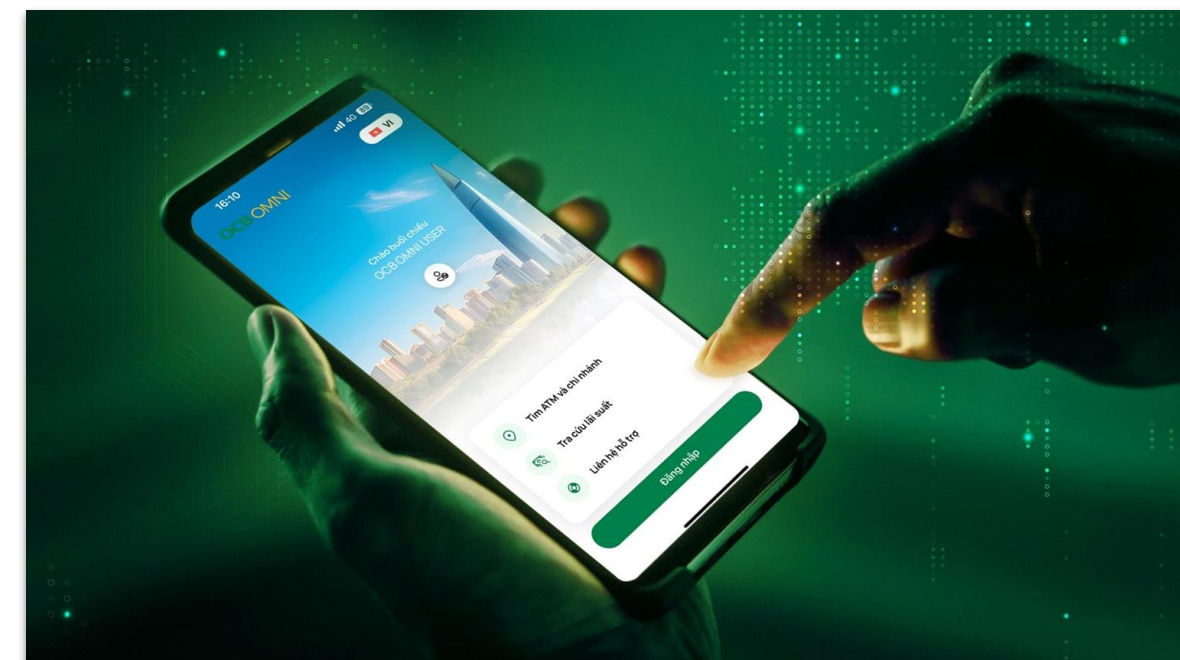 16:10
4G 89
VI
OCB OMNI
Chào buổi chiều
OCB OMNI USER
Tìm ATM và chi nhánh
Tra cứu lãi suất
Liên hệ hỗ trợ
Đăng nhập